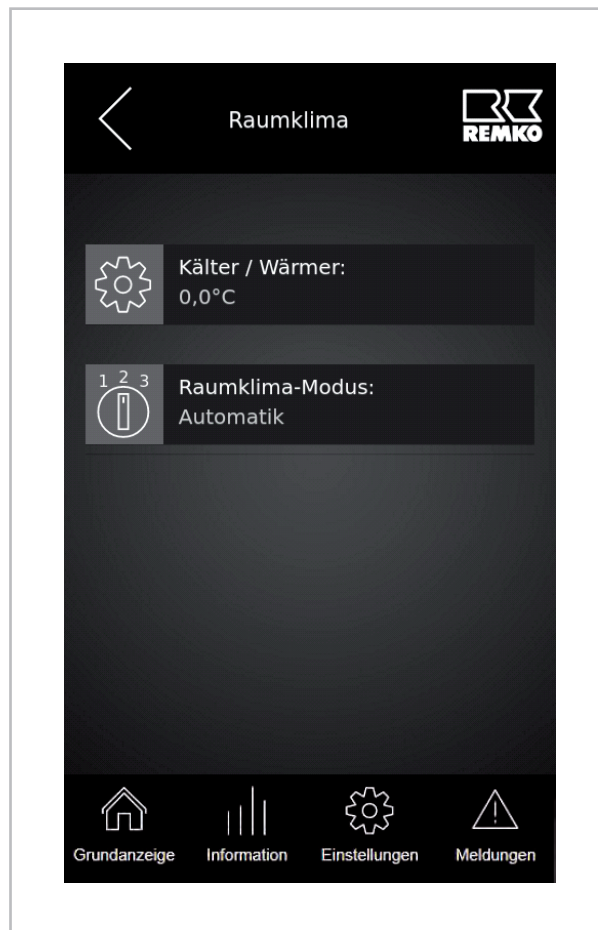 Raumklima
REMKO
Kälter / Wärmer:
0,0°C
1 2 3
Raumklima-Modus:
Automatik
Grundanzeige Information Einstellungen Meldungen